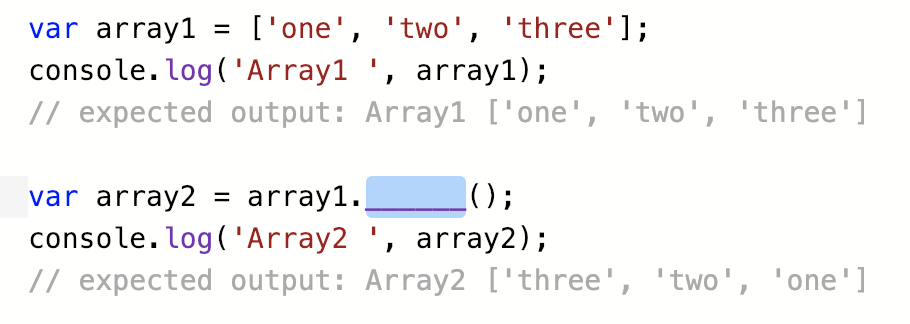 var array1 = ['one', 'two', 'three'];
console.log('Array1 ', array1);
// expected output: Array1 ['one', 'two', 'three']

var array2 = array1.______();
console.log('Array2 ', array2);
// expected output: Array2 ['three', 'two', 'one']